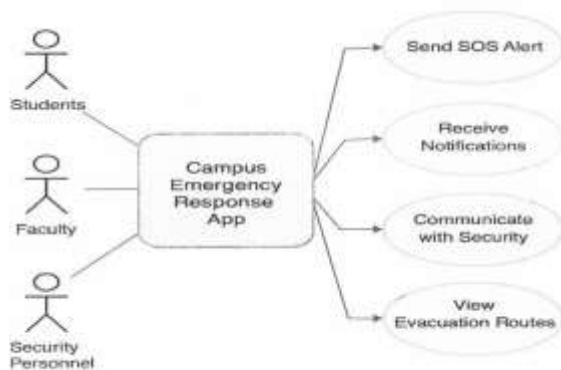 Students
Faculty
Security
Personnel
Campus
Emergency
Response
App
Send SOS Alert
Receive
Notifications
Communicate
with Security
View
Evacuation Routes